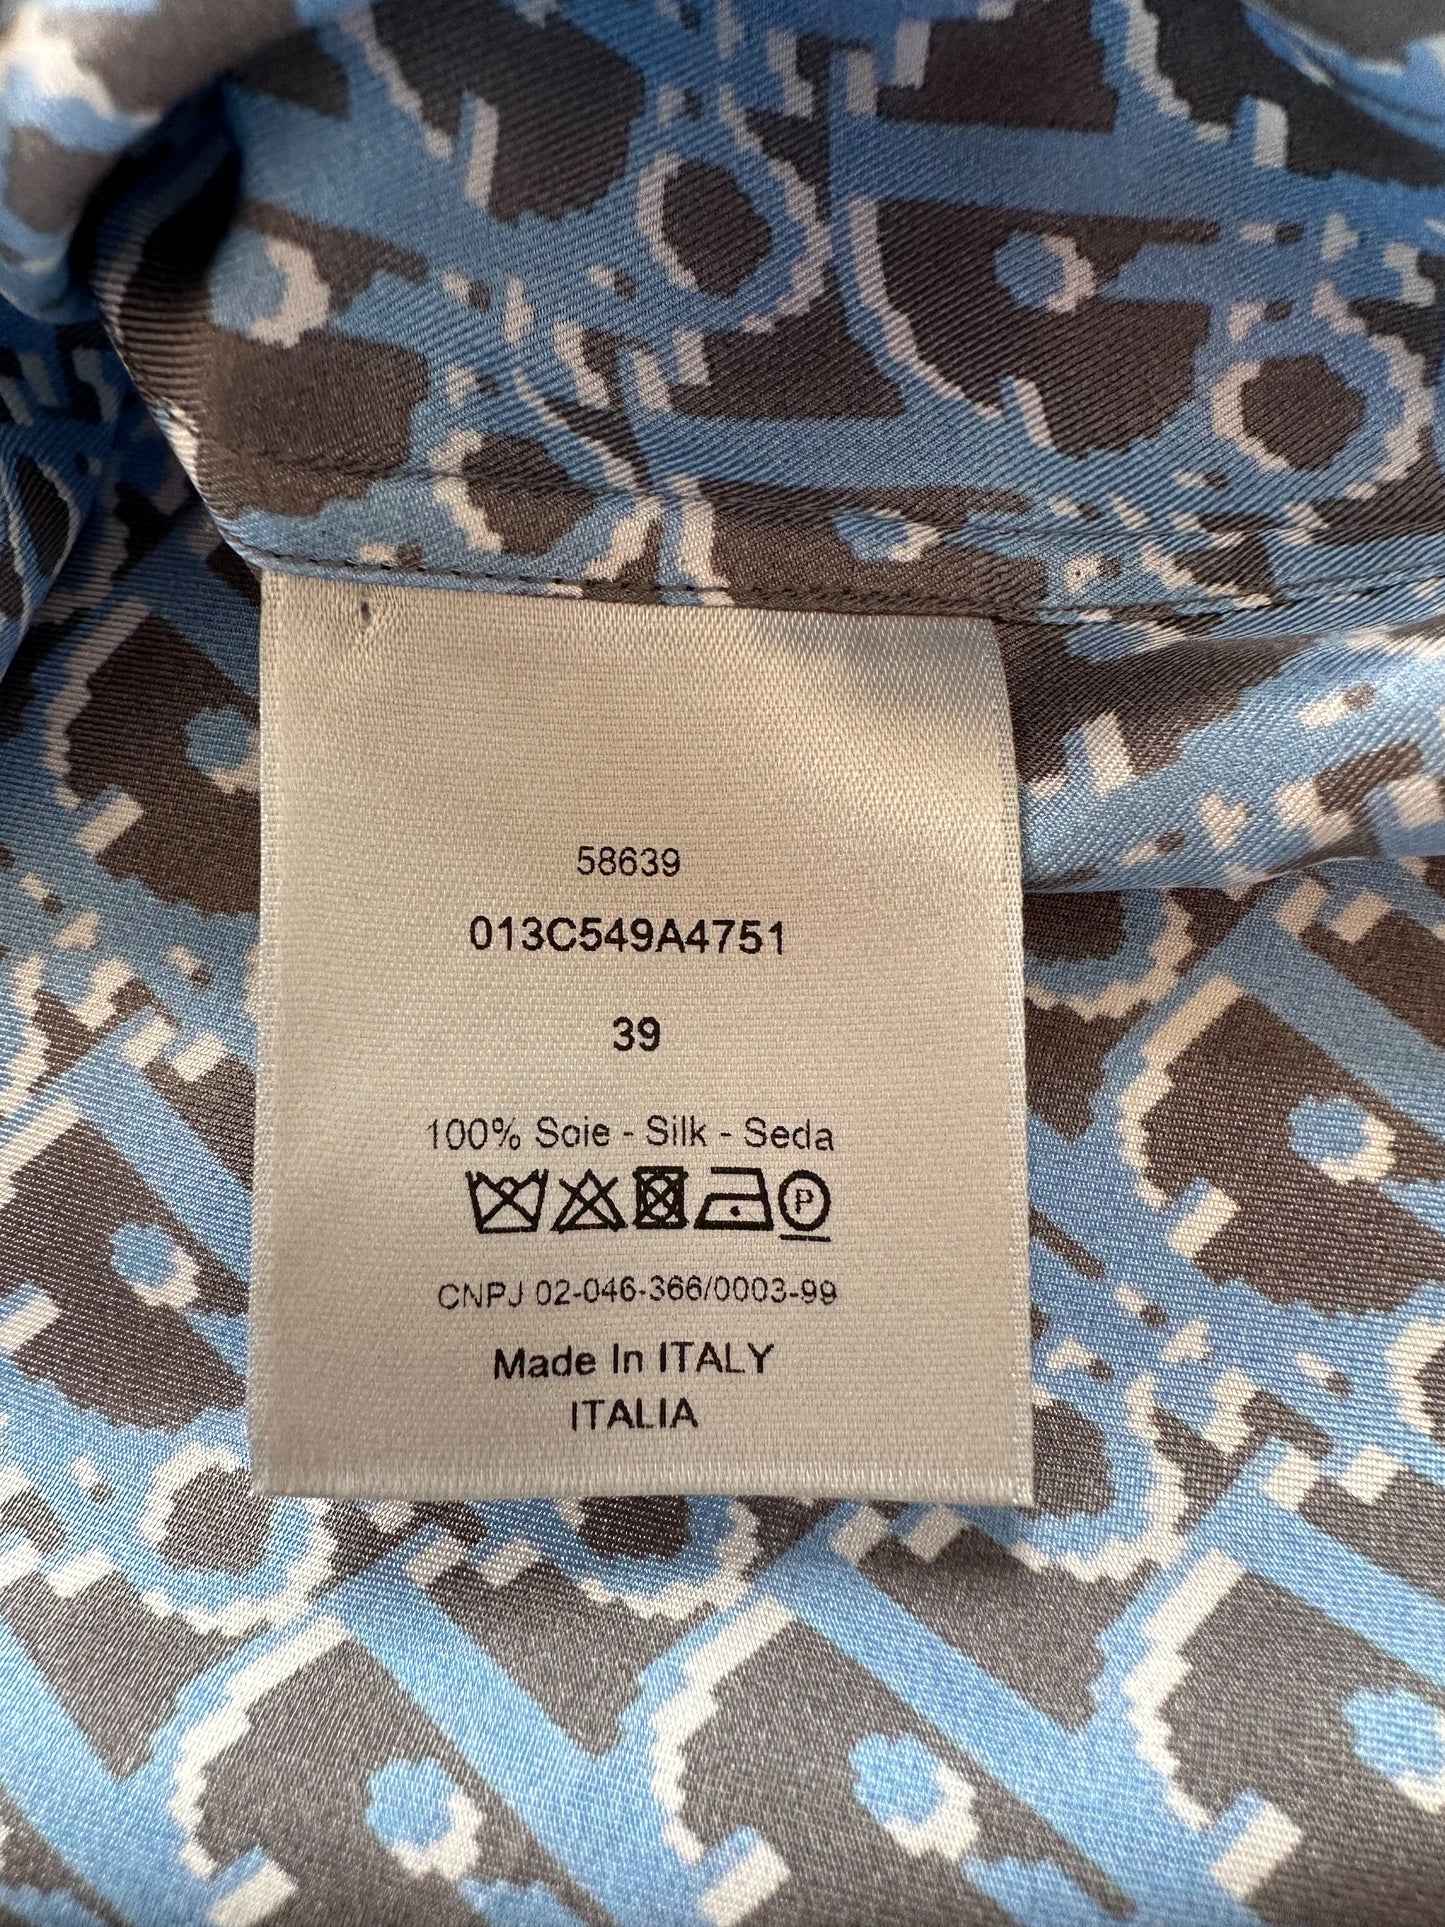 58639
013C549A4751
39
100% Soie - Silk - Seda
P
CNPJ 02-046-366/0003-99
Made In ITALY
ITALIA